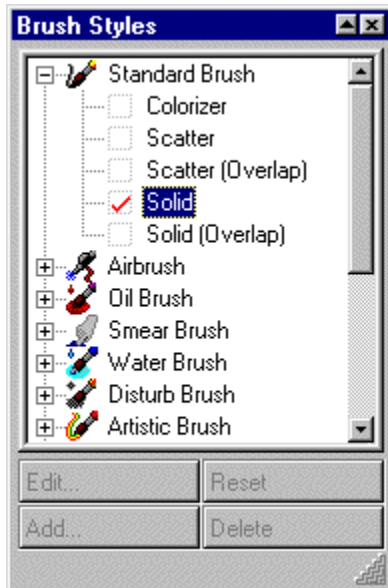 Brush Styles
Standard Brush
Colorizer
Scatter
Scatter (Overlap)
Solid
Solid (Overlap)
Airbrush
Oil Brush
Smear Brush
Water Brush
Disturb Brush
Artistic Brush
Edit... Reset
Add... Delete